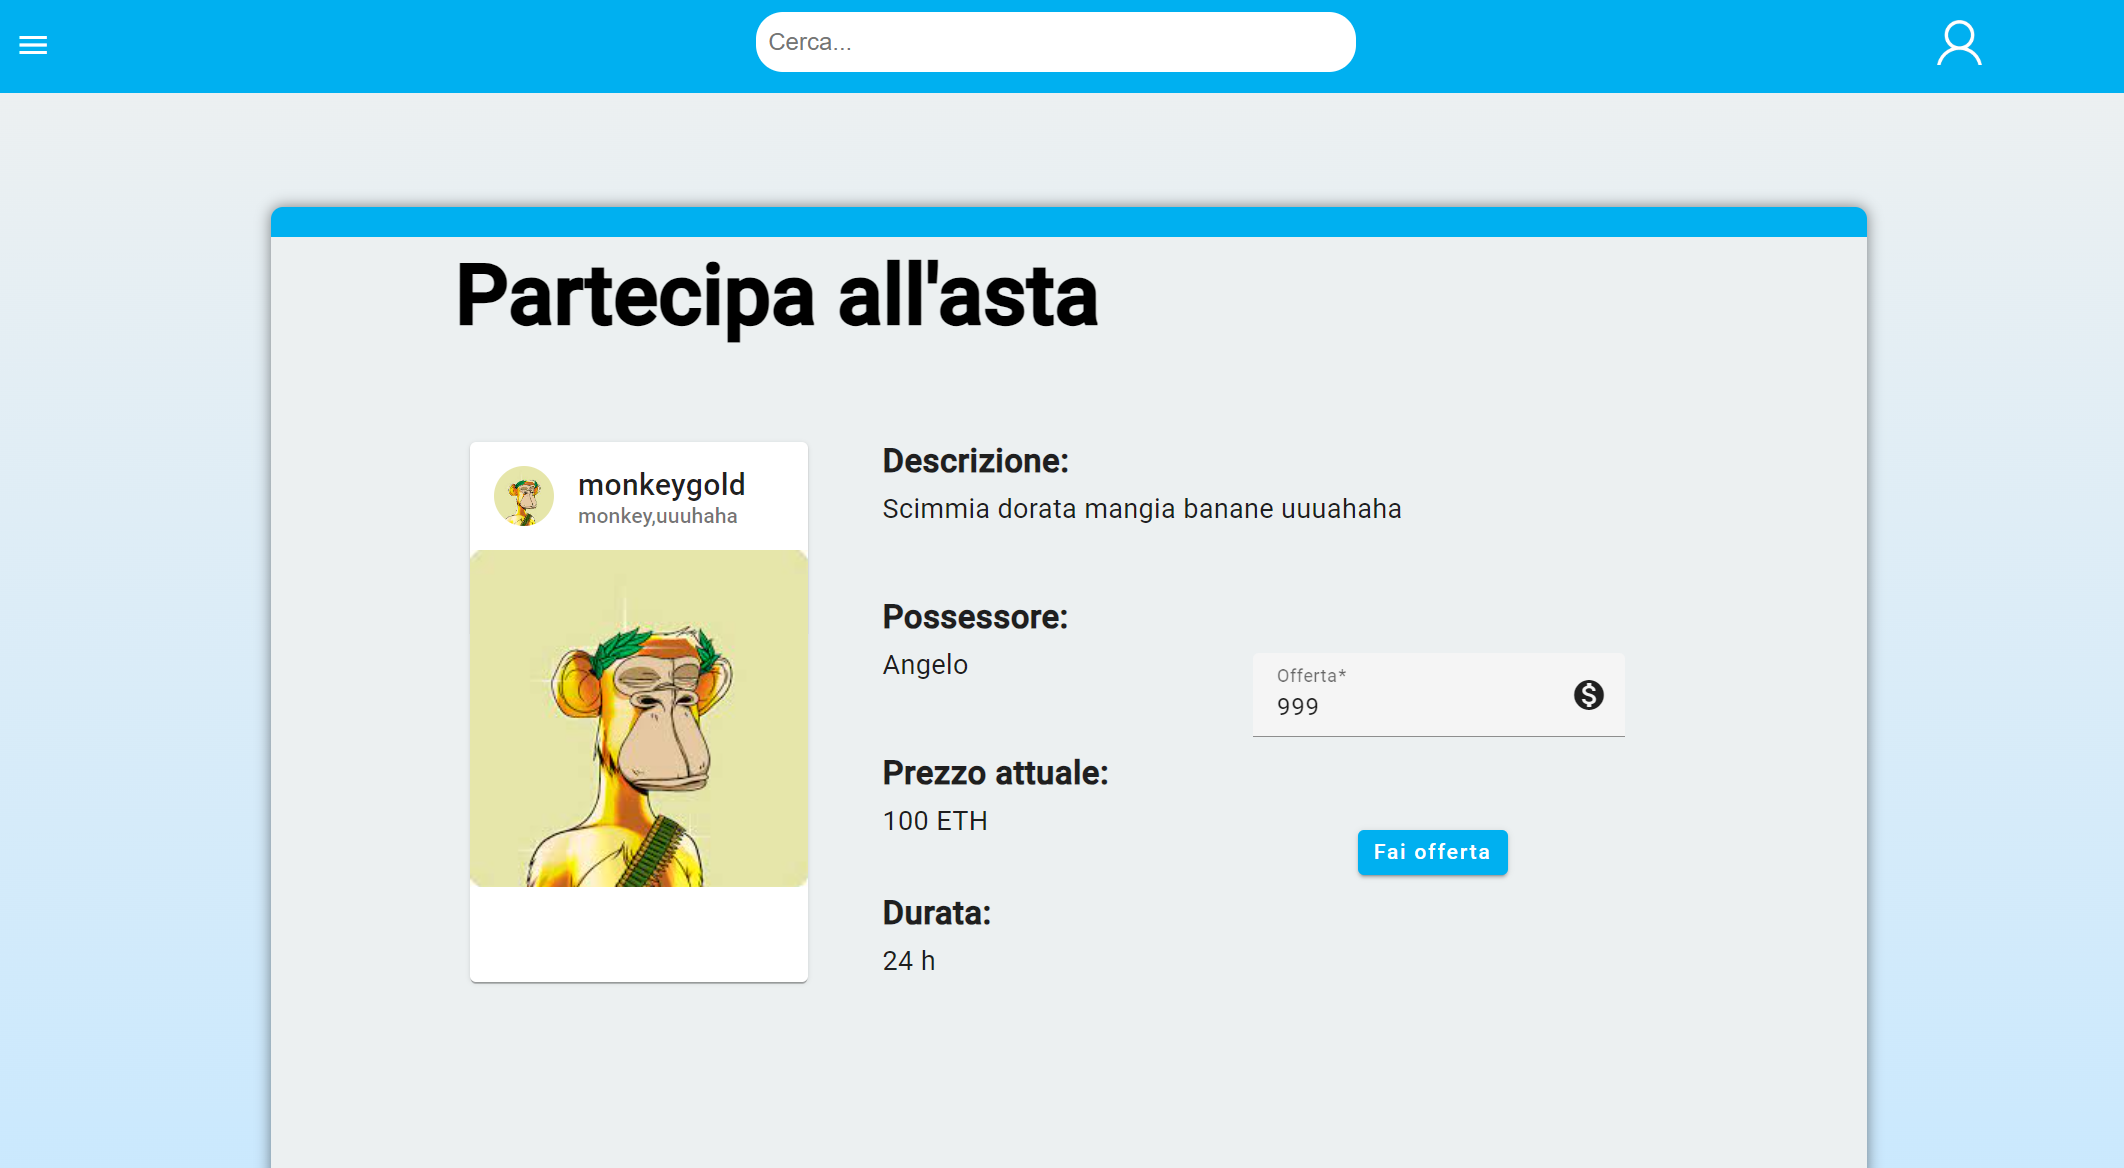 Cerca...
Partecipa all'asta
monkeygold
monkey,uuuhaha
Descrizione:
Scimmia dorata mangia banane uuuahaha
Possessore:
Angelo
Offerta*
999
Prezzo attuale:
100 ETH
Fai offerta
Durata:
24 h